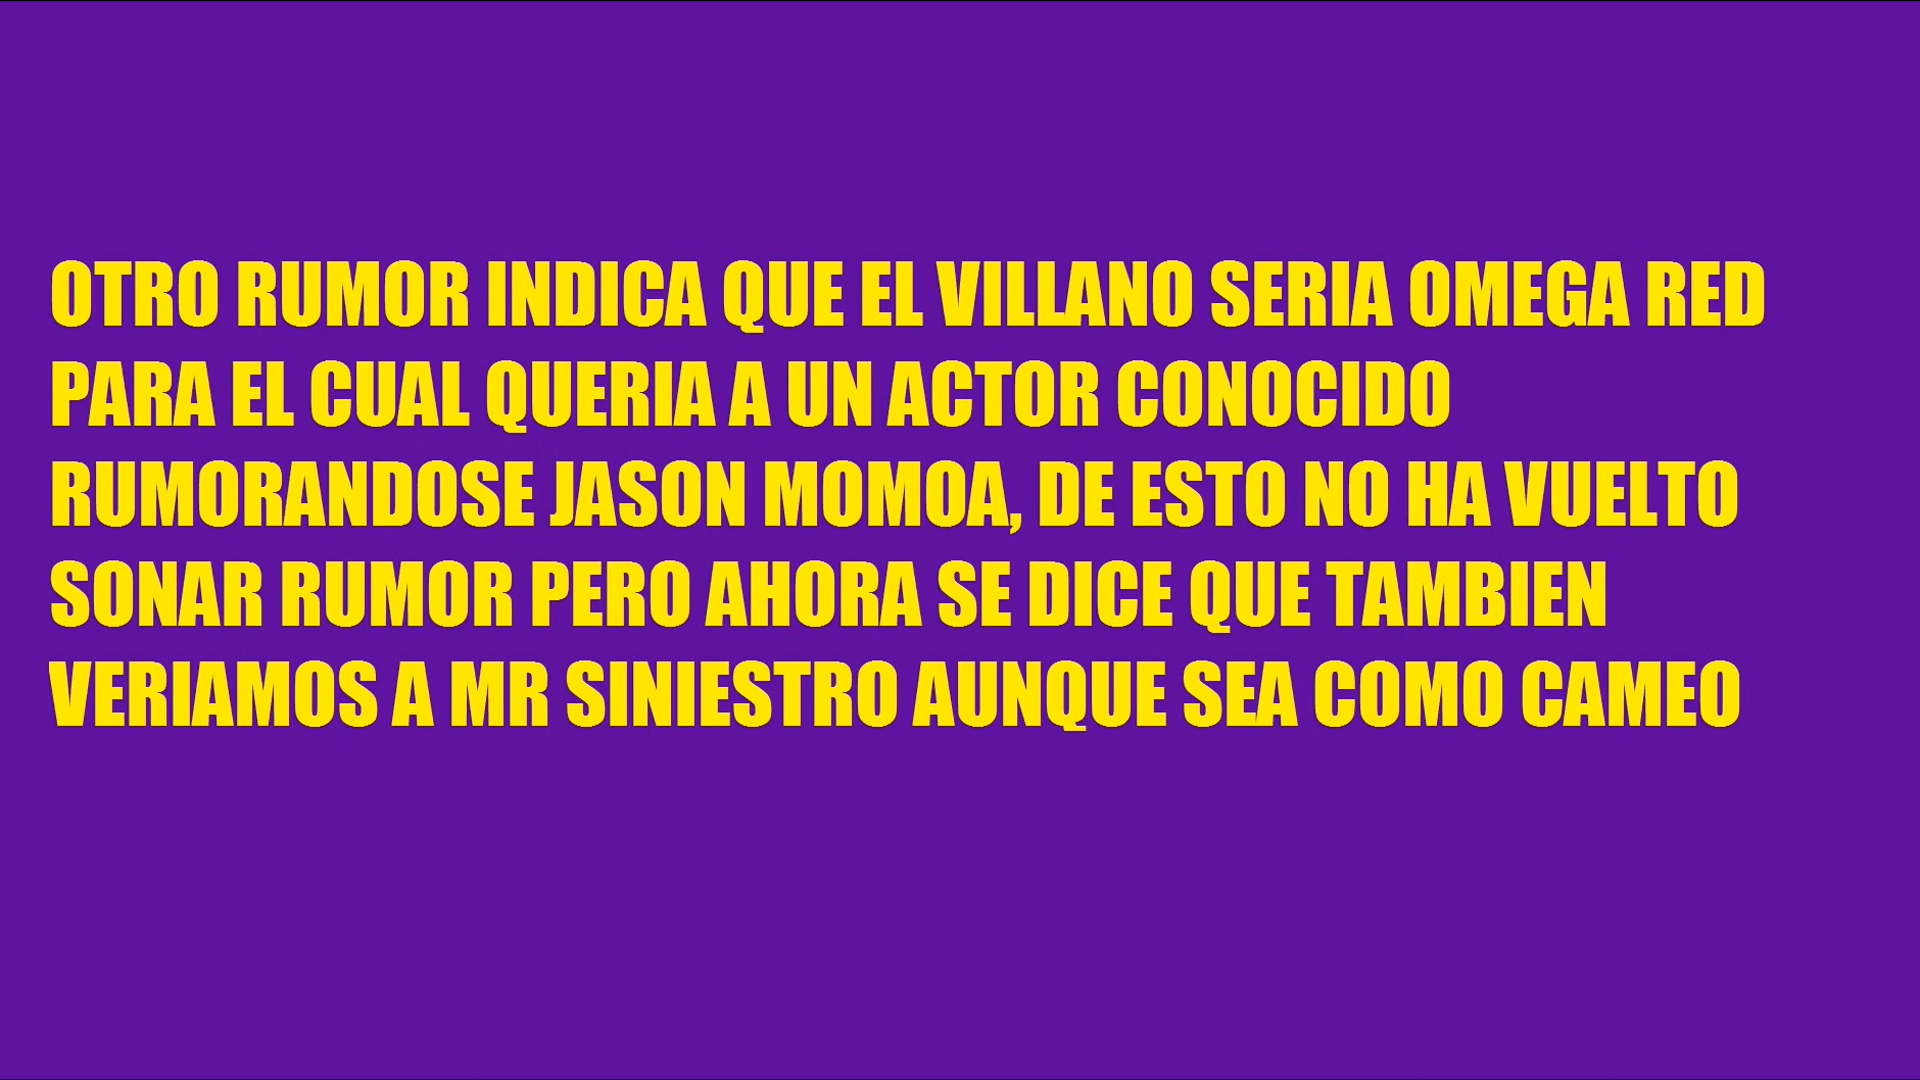 OTRO RUMOR INDICA QUE EL VILLANO SERIA OMEGA RED
PARA EL CUAL QUERIA A UN ACTOR CONOCIDO
RUMORANDOSE JASON MOMOA, DE ESTO NO HA VUELTO
SONAR RUMOR PERO AHORA SE DICE QUE TAMBIEN
VERIAMOS A MR SINIESTRO AUNQUE SEA COMO CAMEO